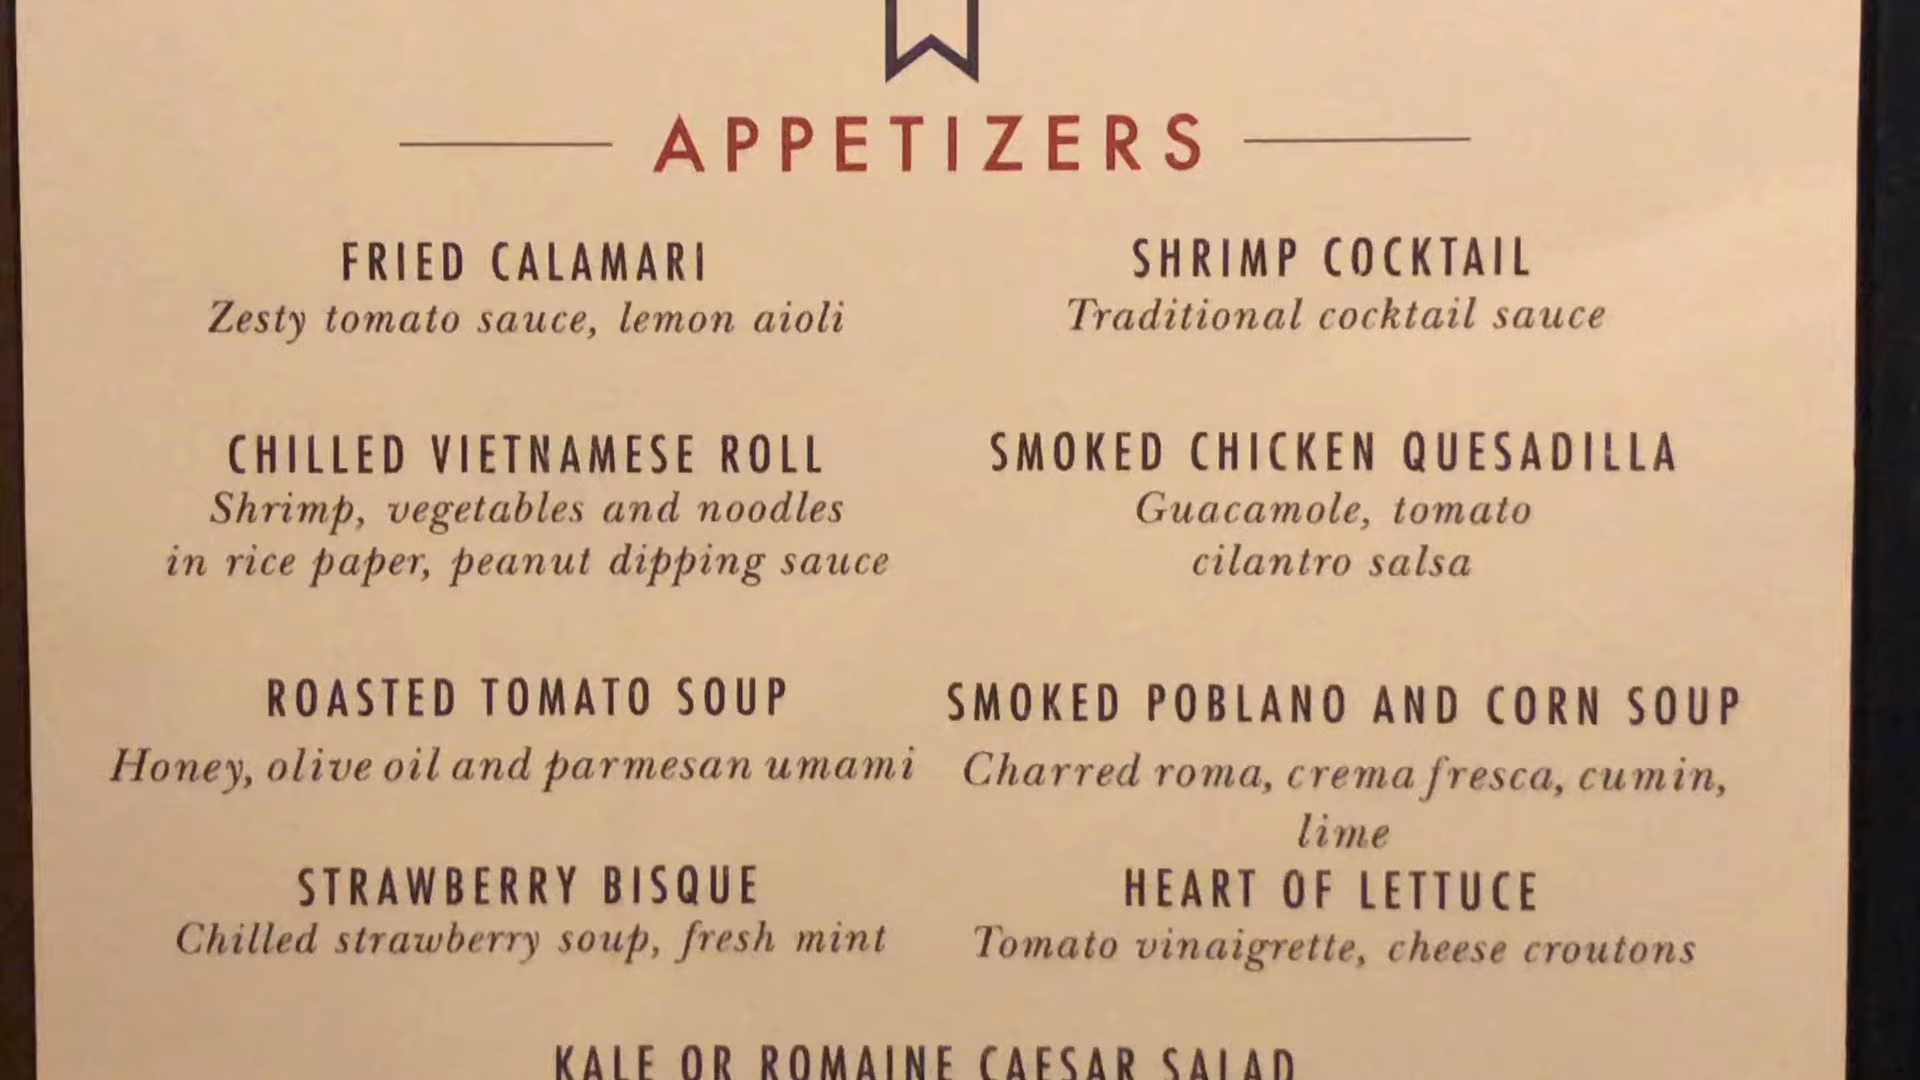 APPETIZERS
FRIED CALAMARI
Zesty tomato sauce, lemon aioli
SHRIMP COCKTAIL
Traditional cocktail sauce
CHILLED VIETNAMESE ROLL
Shrimp, vegetables and noodles
in rice paper, peanut dipping sauce
SMOKED CHICKEN QUESADILLA
Guacamole, tomato
cilantro salsa
ROASTED TOMATO SOUP
Honey, olive oil and parmesan umami
SMOKED POBLANO AND CORN SOUP
Charred roma, crema fresca, cumin,
lime
STRAWBERRY BISQUE
Chilled strawberry soup, fresh mint
HEART OF LETTUCE
Tomato vinaigrette, cheese croutons
KALE OR ROMAINE CAESAR SALAD